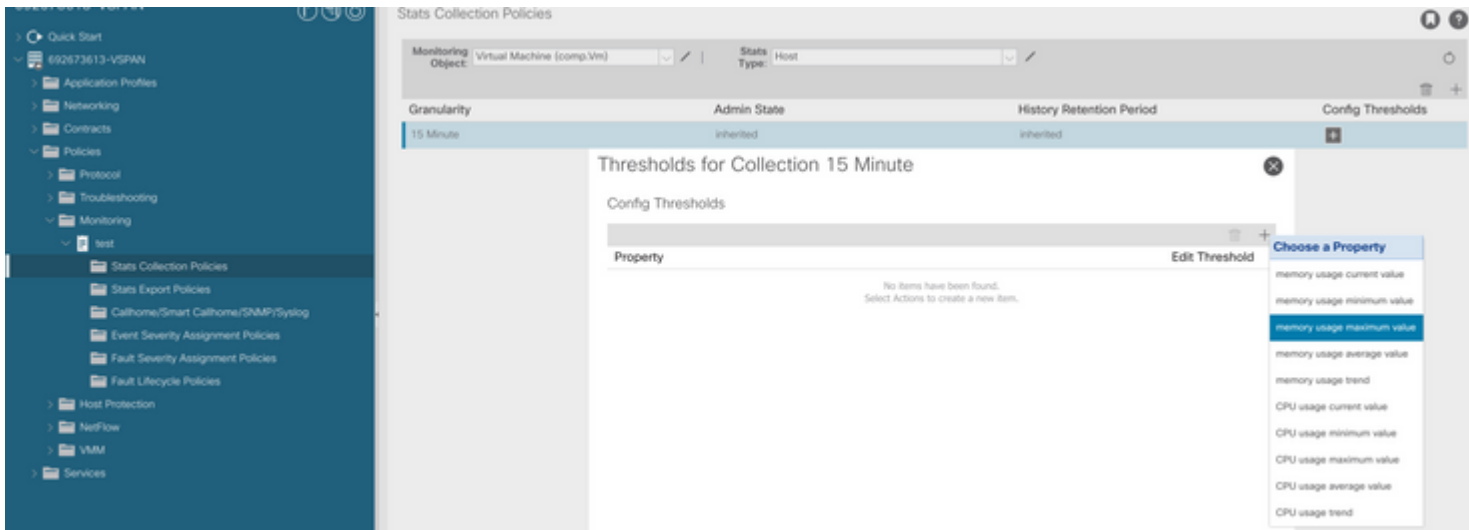 Stats Collection Policies
Quick Start
692673613-VSPAN
Application Profiles
Networking
Contracts
Policies
Protocol
Troubleshooting
Monitoring
test
Stats Collection Policies
Stats Export Policies
Callhome/Smart Callhome/SNMP/Syslog
Event Severity Assignment Policies
Fault Severity Assignment Policies
Fault Lifecycle Policies
Host Protection
NetFlow
VMM
Services
Monitoring Object: Virtual Machine (comp.Vm)
Stats Type: Host
Granularity Admin State History Retention Period Config Thresholds
15 Minute inherited inherited
Thresholds for Collection 15 Minute
Config Thresholds
Property Edit Threshold
No items have been found.
Select Actions to create a new item.
Choose a Property
memory usage current value
memory usage minimum value
memory usage maximum value
memory usage average value
memory usage trend
CPU usage current value
CPU usage minimum value
CPU usage maximum value
CPU usage average value
CPU usage trend